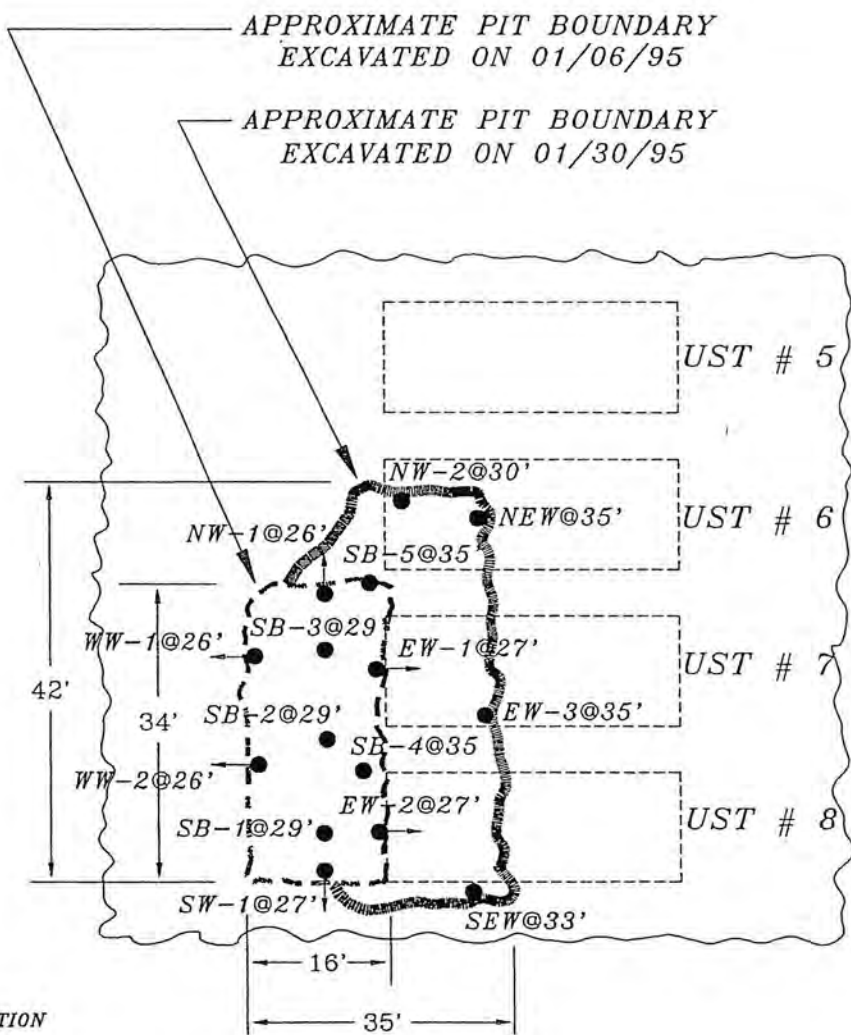 APPROXIMATE PIT BOUNDARY
EXCAVATED ON 01/06/95
APPROXIMATE PIT BOUNDARY
EXCAVATED ON 01/30/95
UST # 5
NW-2@30'
UST # 6
NEW@35'
NW-1@26'
SB-5@35'
SB-3@29
WW-1@26'
EW-1@27'
UST # 7
42'
34'
SB-2@29'
EW-3@35'
SB-4@35
WW-2@26'
EW-2@27'
SB-1@29'
UST # 8
SW-1@27'
SEW@33'
16'
35'
TION